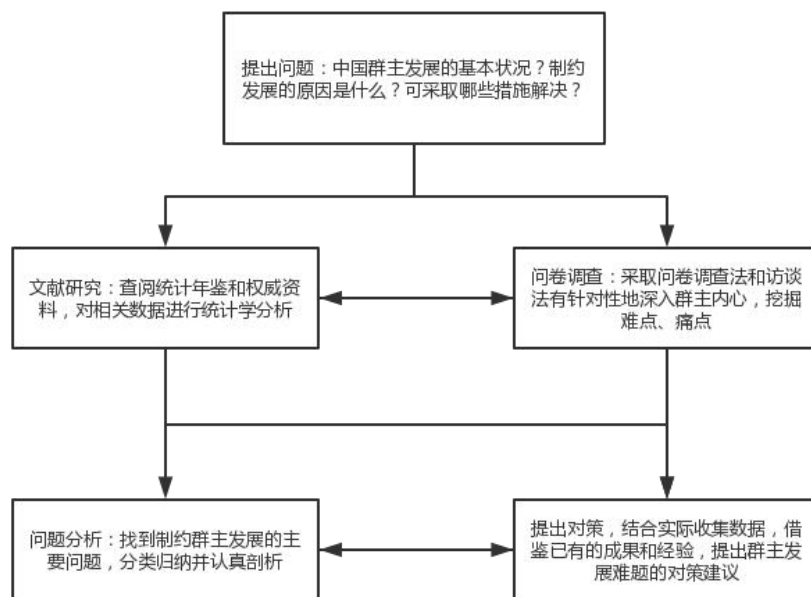 提出问题：中国群主发展的基本状况？制约
发展的原因是什么？可采取哪些措施解决？
文献研究：查阅统计年鉴和权威资
料，对相关数据进行统计学分析
问卷调查：采取问卷调查法和访谈
法有针对性地深入群主内心，挖掘
难点、痛点
问题分析：找到制约群主发展的主
要问题，分类归纳并认真剖析
提出对策，结合实际收集数据，借
鉴已有的成果和经验，提出群主发
展难题的对策建议